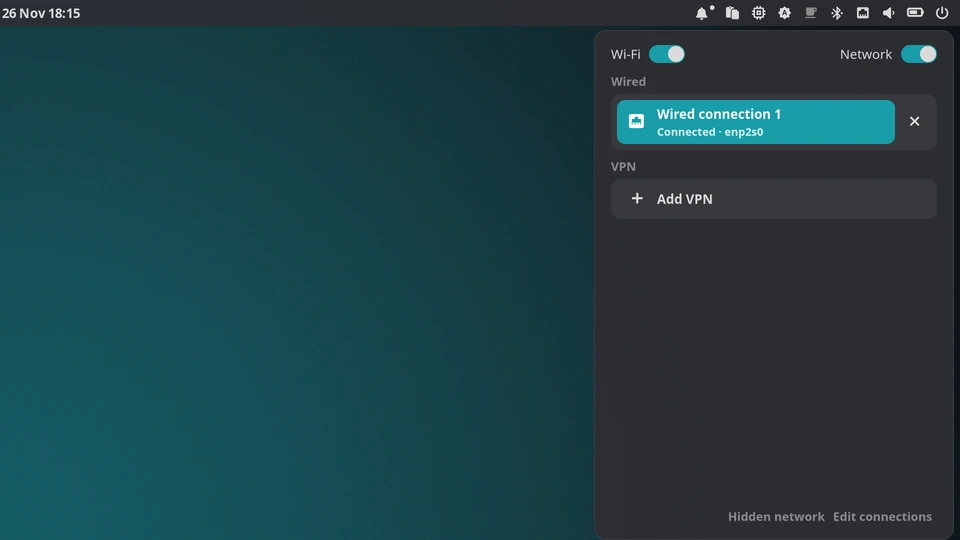 26 Nov 18:15
Wi-Fi
Network
Wired
Wired connection 1
Connected · enp2s0
VPN
Add VPN
Hidden network
Edit connections